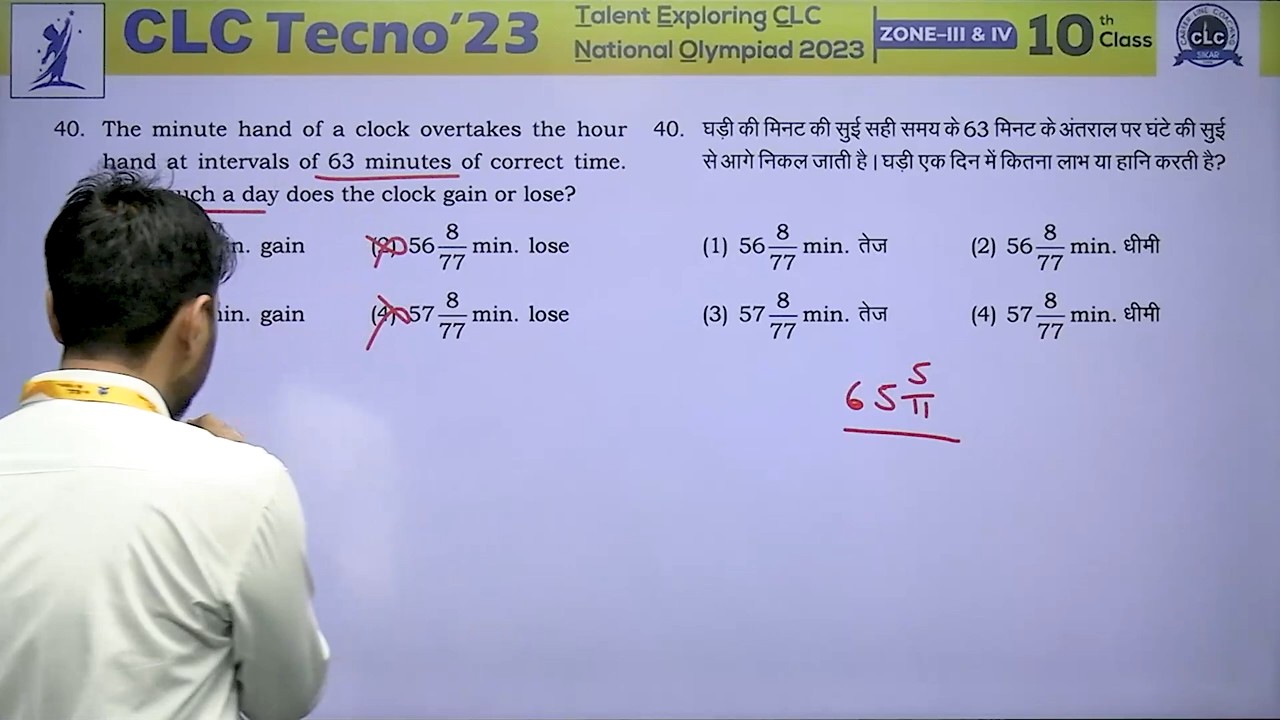 CLC Tecno'23
Talent Exploring CLC
National Olympiad 2023
ZONE–III & IV
10th Class
CLC
SIKAR
40. The minute hand of a clock overtakes the hour
hand at intervals of 63 minutes of correct time.
a day does the clock gain or lose?
gain (2) 56 8/77 min. lose
gain (4) 57 8/77 min. lose
40. घड़ी की मिनट की सुई सही समय के 63 मिनट के अंतराल पर घंटे की सुई
से आगे निकल जाती है। घड़ी एक दिन में कितना लाभ या हानि करती है?
(1) 56 8/77 min. तेज (2) 56 8/77 min. धीमी
(3) 57 8/77 min. तेज (4) 57 8/77 min. धीमी
65 5/11